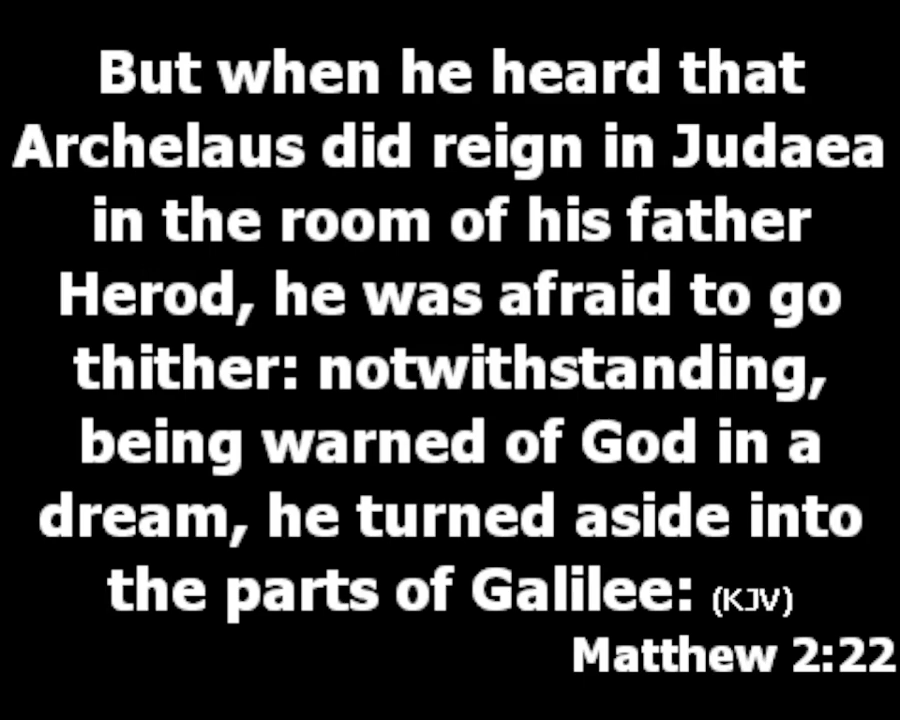 But when he heard that
Archelaus did reign in Judaea
in the room of his father
Herod, he was afraid to go
thither: notwithstanding,
being warned of God in a
dream, he turned aside into
the parts of Galilee: (KJV)
Matthew 2:22